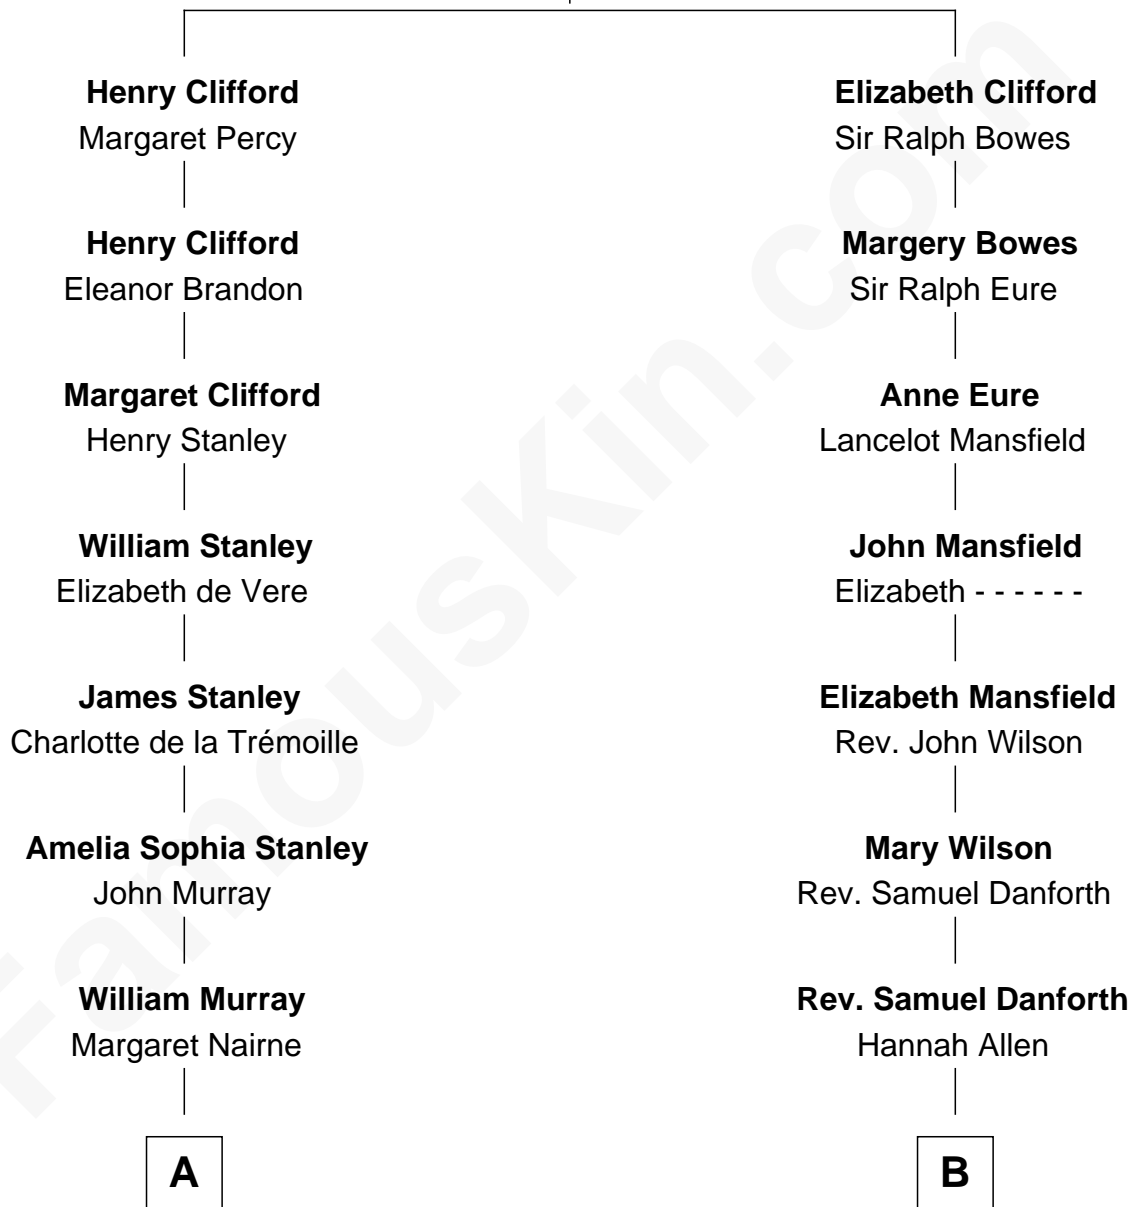 Henry Clifford
Margaret Percy
Henry Clifford
Eleanor Brandon
Margaret Clifford
Henry Stanley
William Stanley
Elizabeth de Vere
James Stanley
Charlotte de la Trémoille
Amelia Sophia Stanley
John Murray
William Murray
Margaret Nairne
A
Elizabeth Clifford
Sir Ralph Bowes
Margery Bowes
Sir Ralph Eure
Anne Eure
Lancelot Mansfield
John Mansfield
Elizabeth - - - - - -
Elizabeth Mansfield
Rev. John Wilson
Mary Wilson
Rev. Samuel Danforth
Rev. Samuel Danforth
Hannah Allen
B
FamousKin.com